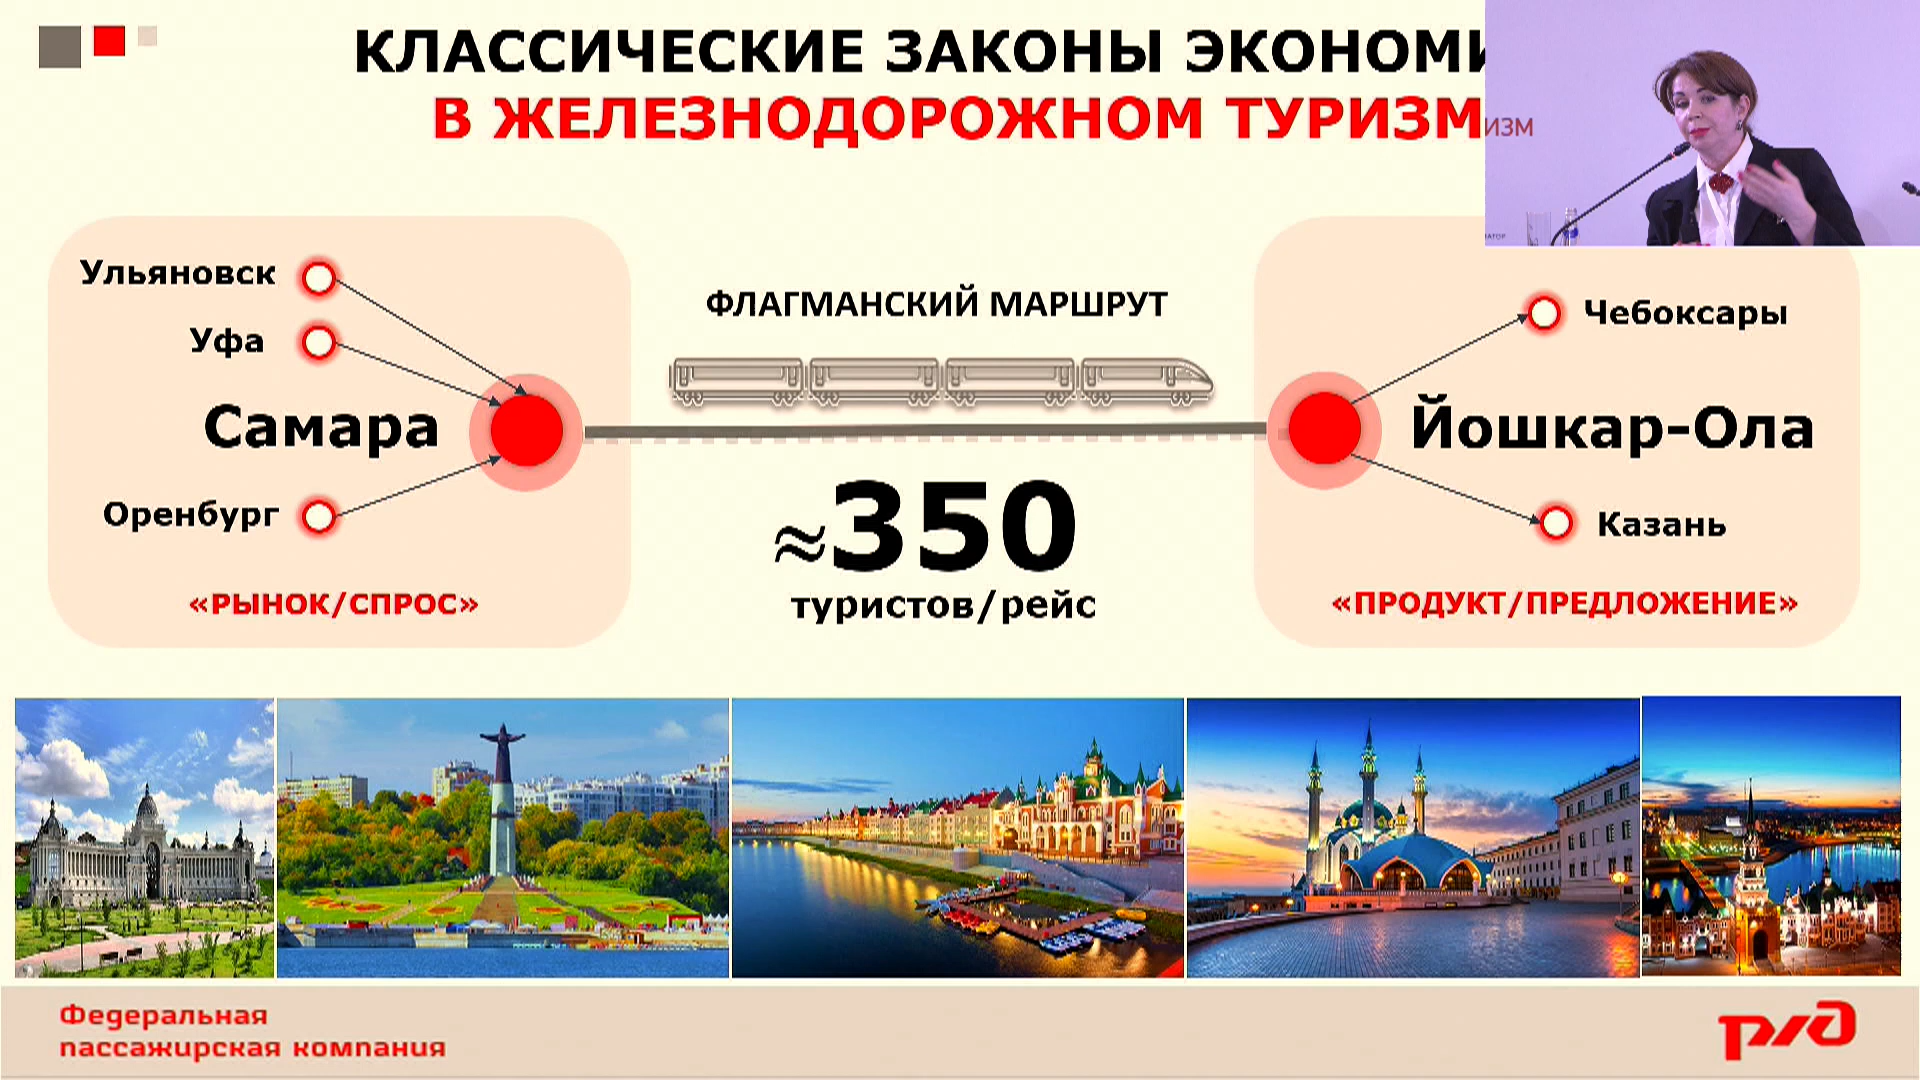 КЛАССИЧЕСКИЕ ЗАКОНЫ ЭКОНОМИ
В ЖЕЛЕЗНОДОРОЖНОМ ТУРИЗМ
ИЗМ
Ульяновск
Уфа
Самара
Оренбург
«РЫНОК/СПРОС»
ФЛАГМАНСКИЙ МАРШРУТ
≈350
туристов/рейс
Чебоксары
Йошкар-Ола
Казань
«ПРОДУКТ/ПРЕДЛОЖЕНИЕ»
Федеральная
пассажирская компания
ржд